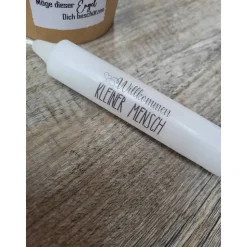 Möge dieser Engel
Dich beschützen
Willkommen
KLEINER MENSCH